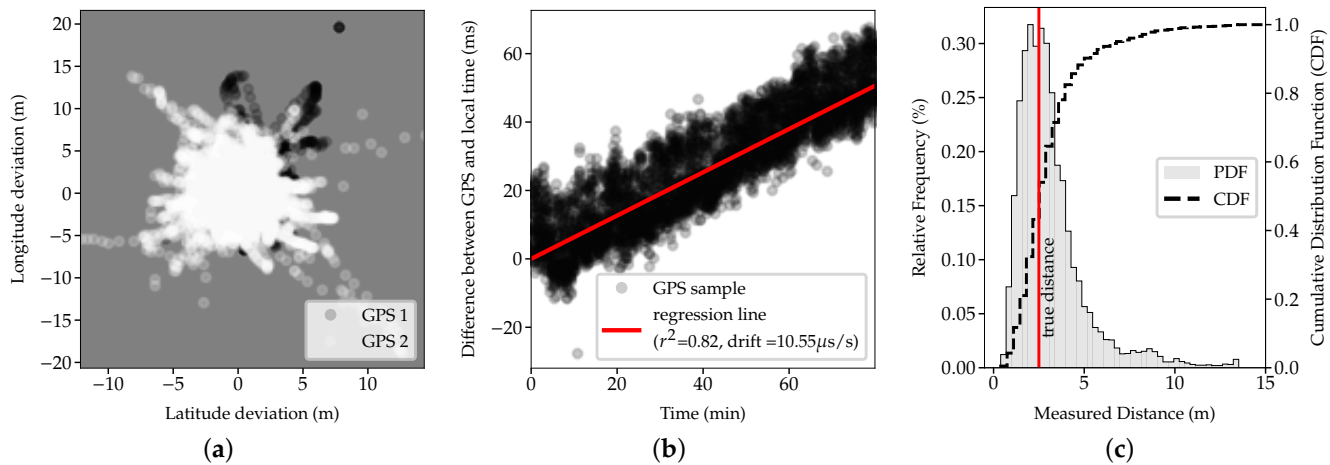 20
15
10
5
0
−5
−10
−15
−20
Longitude deviation (m)
−10
−5
0
5
10
Latitude deviation (m)
GPS 1
GPS 2
(a)
Difference between GPS and local time (ms)
60
40
20
0
−20
0
20
40
60
Time (min)
GPS sample
regression line
(r²=0.82, drift =10.55μs/s)
(b)
Relative Frequency (%)
0.30
0.25
0.20
0.15
0.10
0.05
0.00
0
5
10
15
Measured Distance (m)
true distance
PDF
CDF
1.0
0.8
0.6
0.4
0.2
0.0
Cumulative Distribution Function (CDF)
(c)